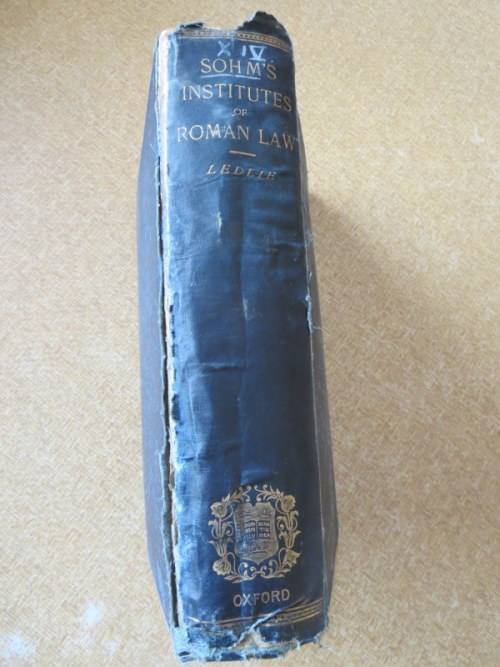 XIV
SOHM'S
INSTITUTES
OF
ROMAN LAW
LEDLIE
OXFORD